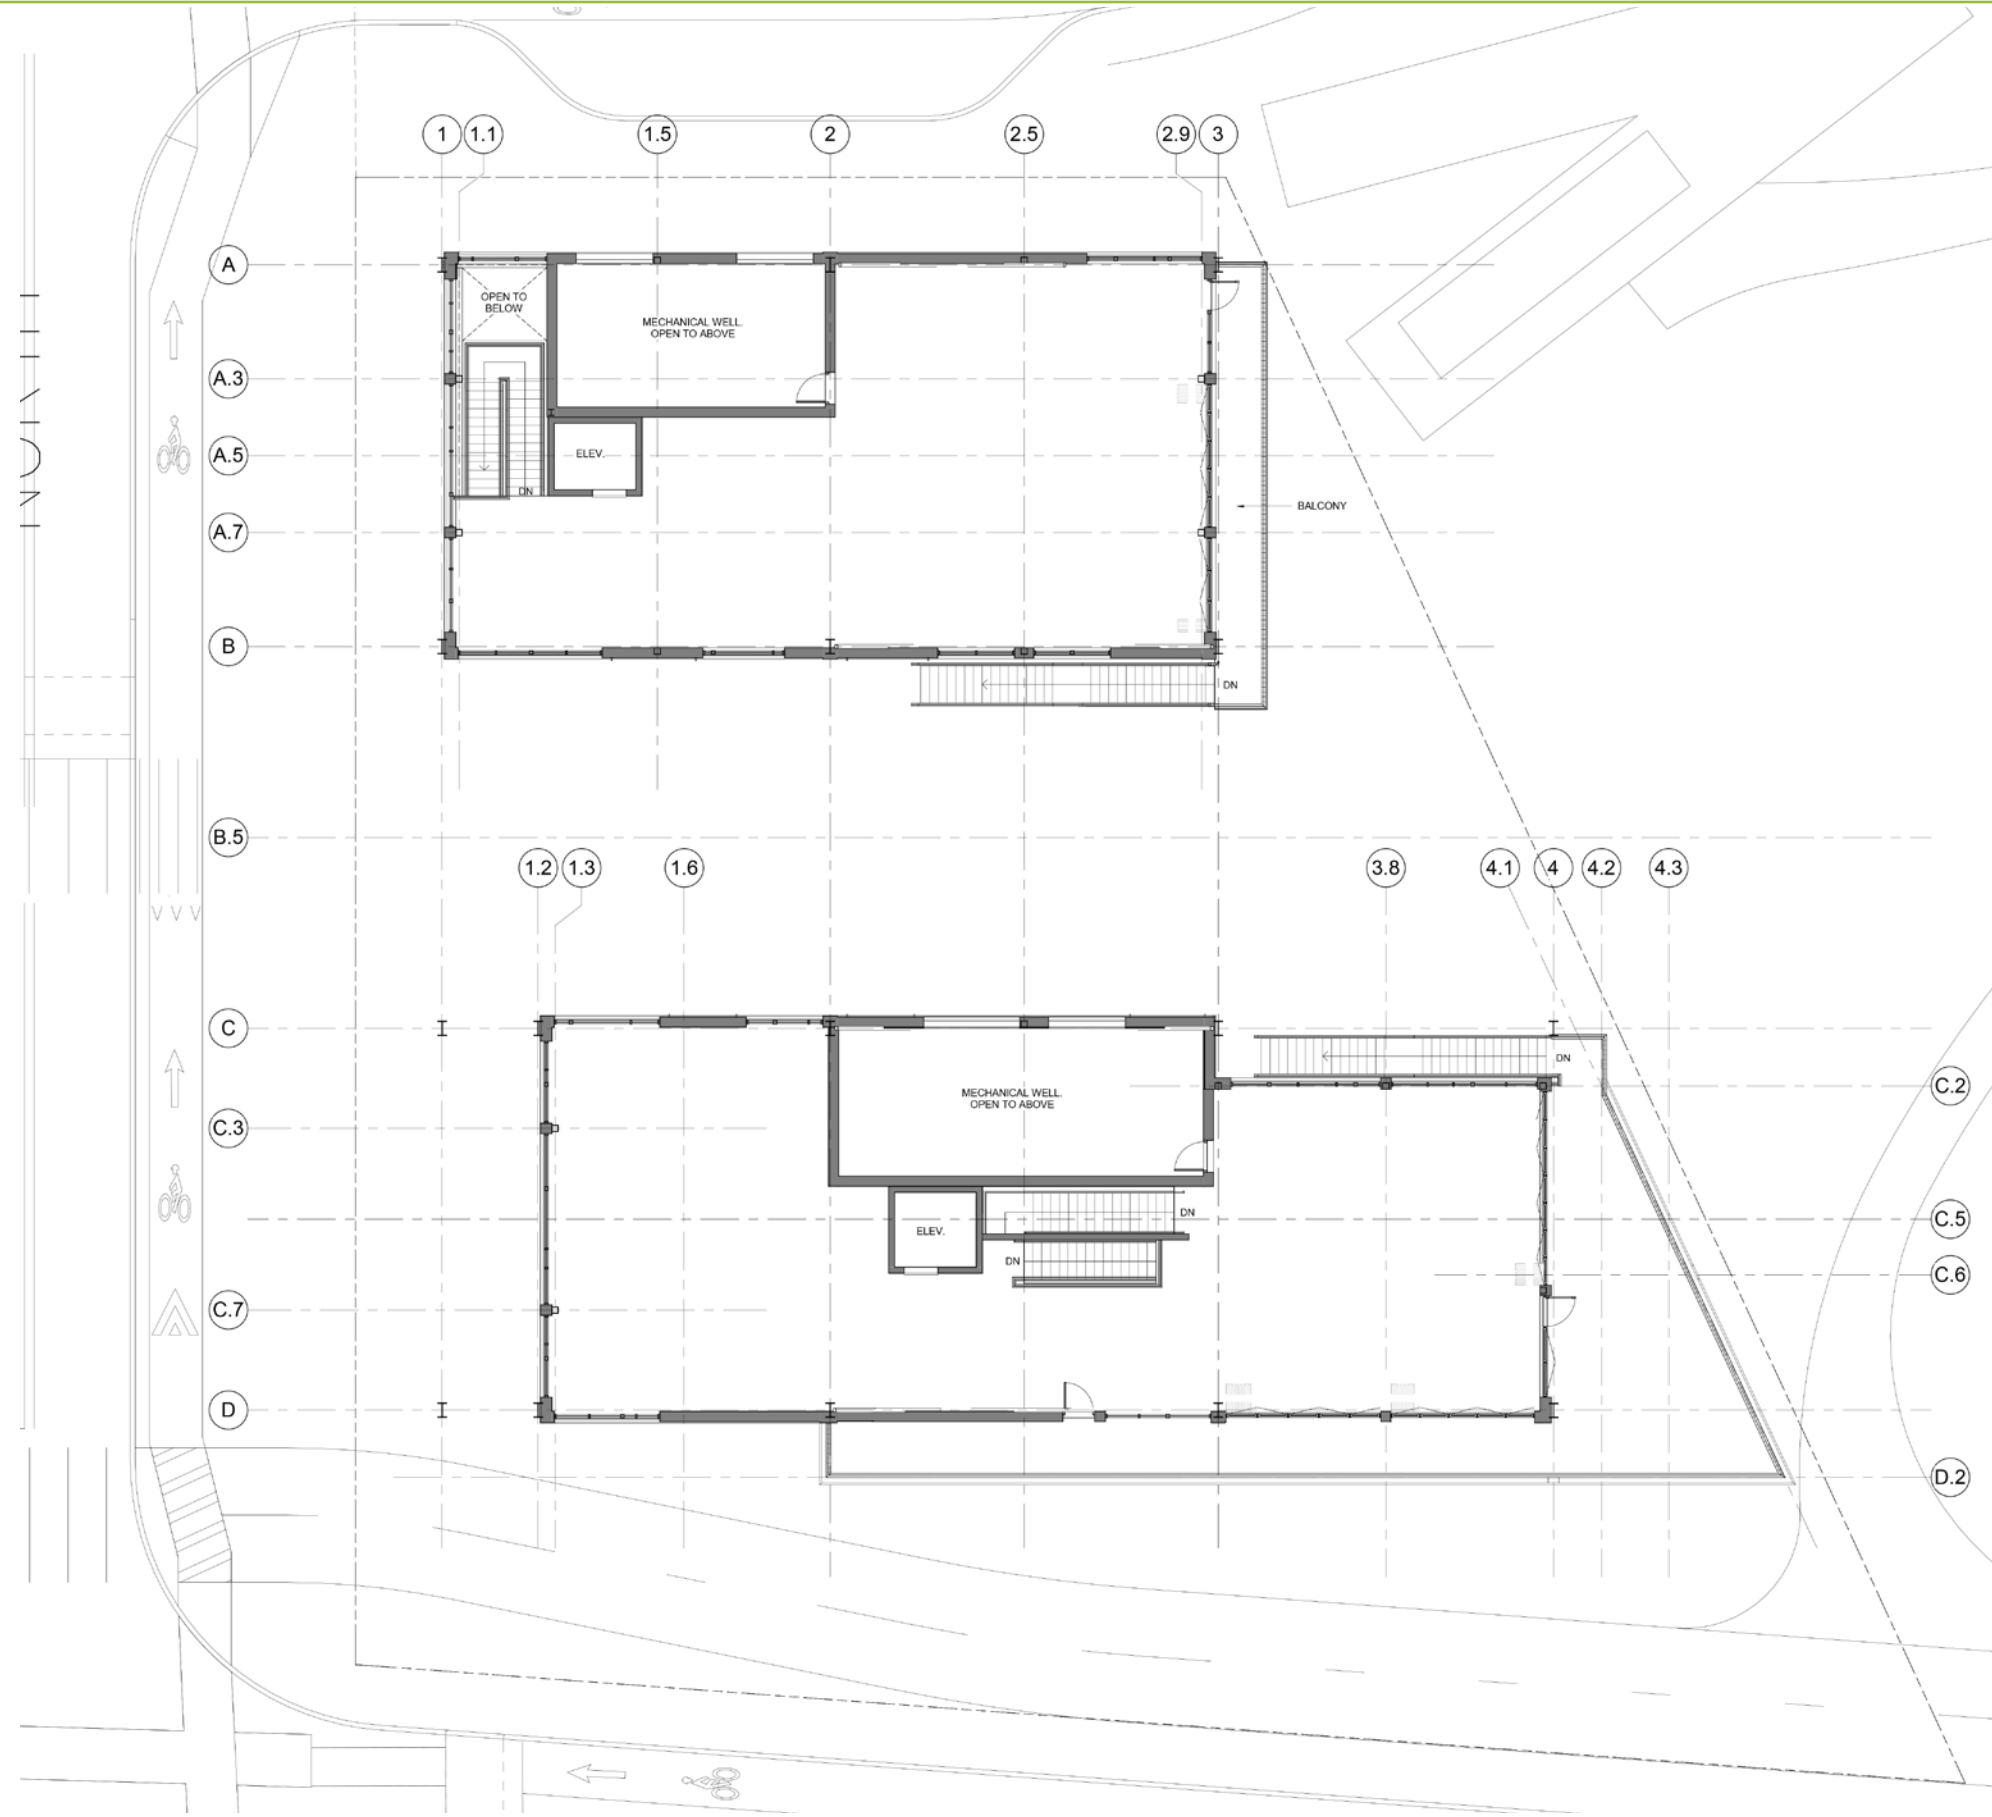 1 1.1 1.5 2 2.5 2.9 3
A
OPEN TO
BELOW
MECHANICAL WELL.
OPEN TO ABOVE
A.3
A.5
ELEV.
DN
BALCONY
A.7
B
DN
B.5
1.2 1.3 1.6 3.8 4.1 4 4.2 4.3
C
DN
C.2
MECHANICAL WELL.
OPEN TO ABOVE
C.3
DN
C.5
ELEV.
DN
C.6
C.7
D
D.2